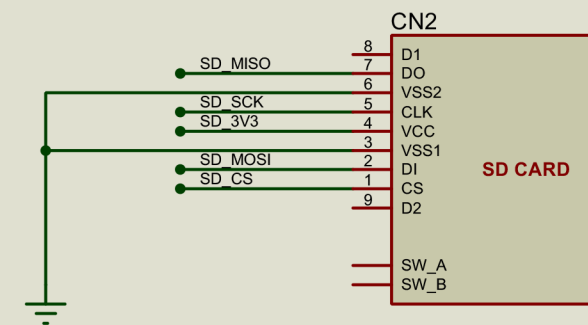 CN2
8 D1
SD_MISO 7 DO
6 VSS2
SD_SCK 5 CLK
SD_3V3 4 VCC
3 VSS1
SD_MOSI 2 DI SD CARD
SD_CS 1 CS
9 D2
SW_A
SW_B